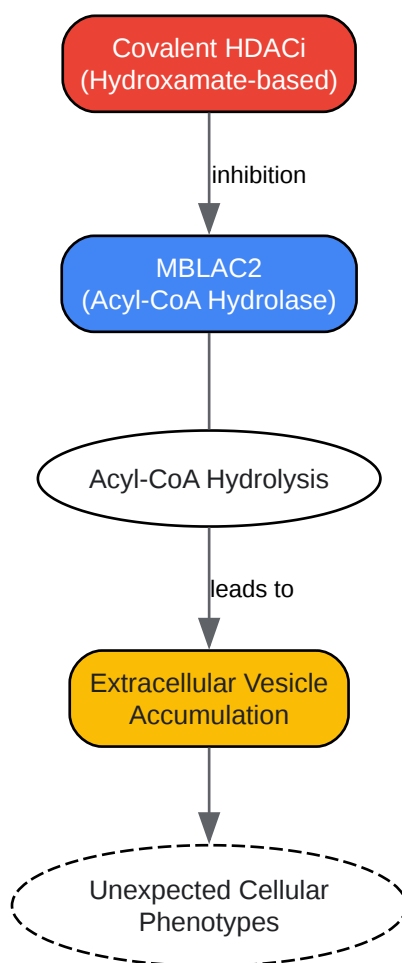 Covalent HDACi
(Hydroxamate-based)
inhibition
MBLAC2
(Acyl-CoA Hydrolase)
Acyl-CoA Hydrolysis
leads to
Extracellular Vesicle
Accumulation
Unexpected Cellular
Phenotypes